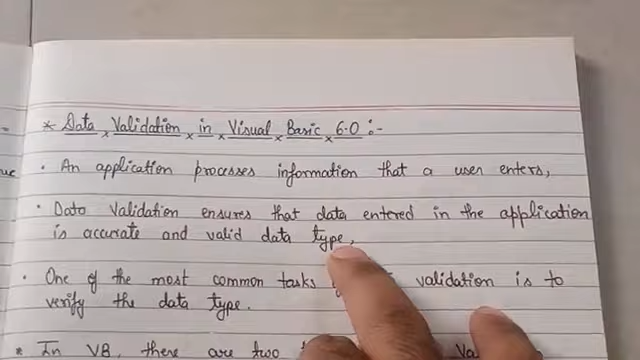 * Data Validation in Visual Basic 6.0 :-
• An application processes information that a user enters,
• Data Validation ensures that data entered in the application
is accurate and valid data type,
• One of the most common tasks validation is to
verify the data type.
* In VB, there are two Va